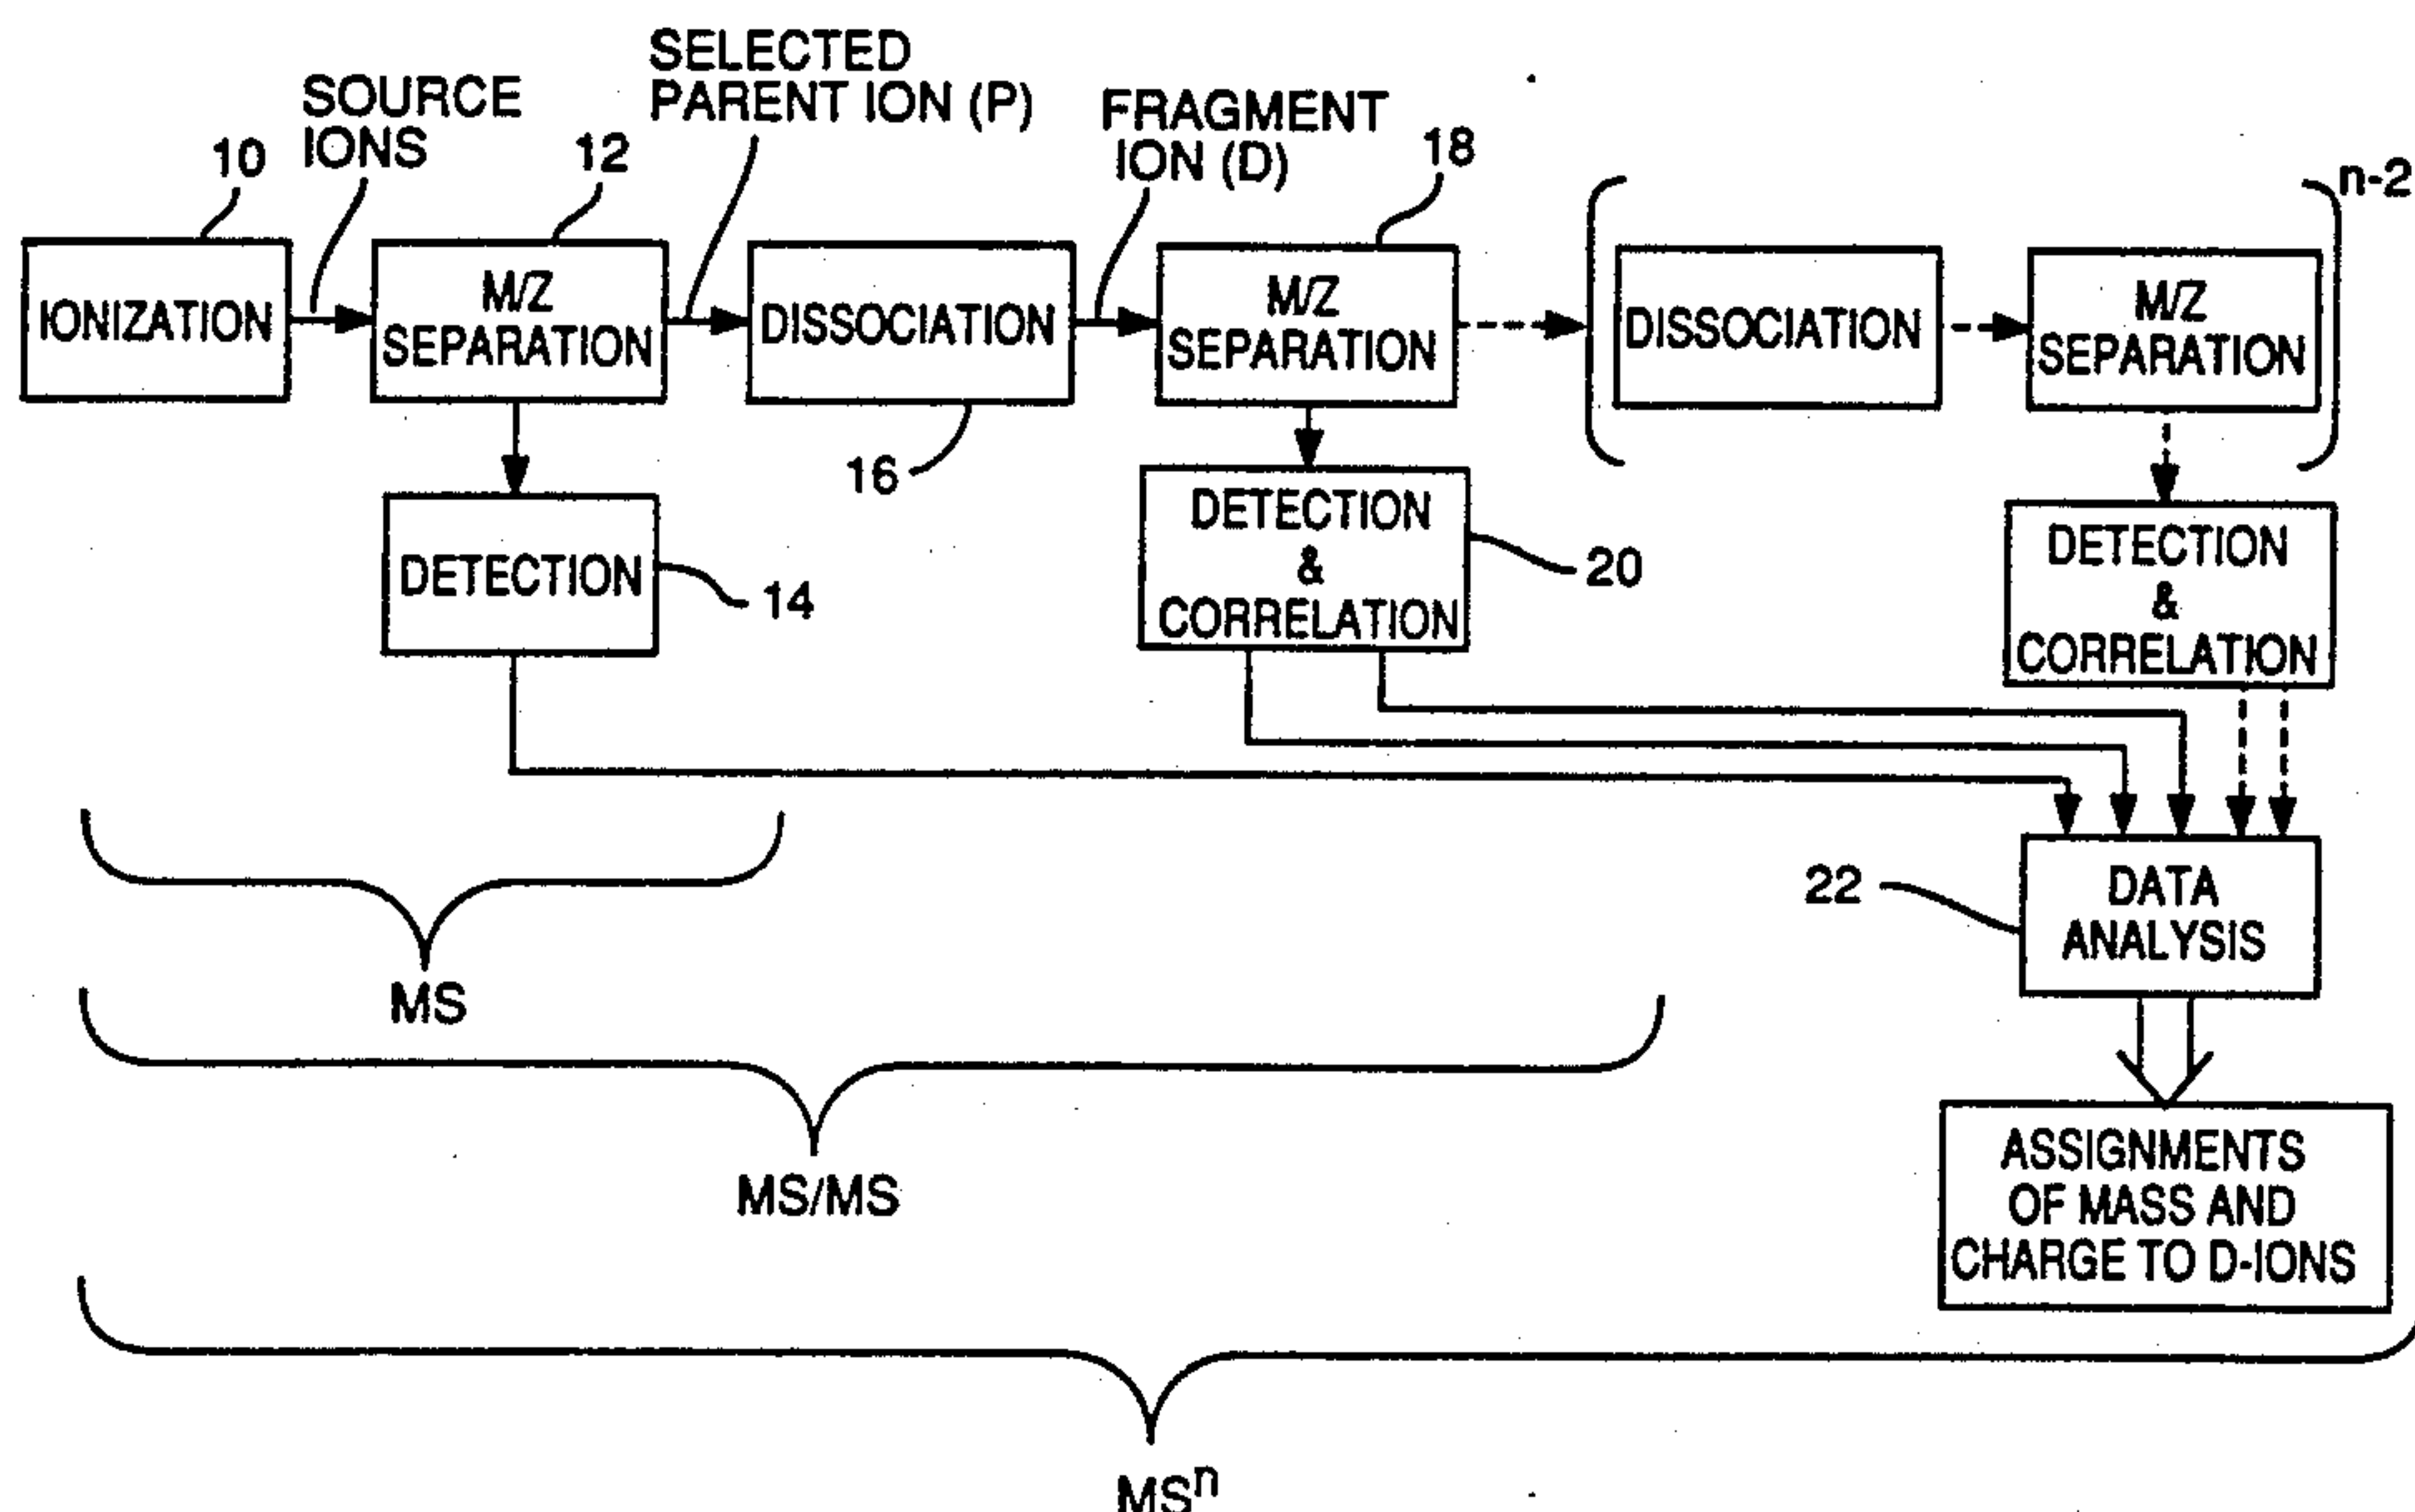 SELECTED
PARENT ION (P)
SOURCE
IONS
FRAGMENT
ION (D)
10
12
18
n-2
IONIZATION
M/Z
SEPARATION
DISSOCIATION
M/Z
SEPARATION
DISSOCIATION
M/Z
SEPARATION
16
DETECTION
14
DETECTION
&
CORRELATION
20
DETECTION
&
CORRELATION
22
DATA
ANALYSIS
MS
MS/MS
ASSIGNMENTS
OF MASS AND
CHARGE TO D-IONS
MSⁿ